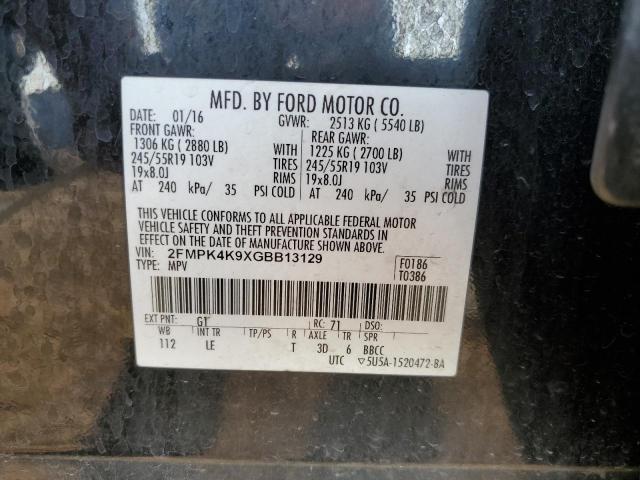 MFD. BY FORD MOTOR CO.
DATE: 01/16 GVWR: 2513 KG ( 5540 LB)
FRONT GAWR: REAR GAWR:
1306 KG ( 2880 LB) WITH 1225 KG ( 2700 LB) WITH
245/55R19 103V TIRES 245/55R19 103V TIRES
19x8.0J RIMS 19x8.0J RIMS
AT 240 kPa/ 35 PSI COLD AT 240 kPa/ 35 PSI COLD
THIS VEHICLE CONFORMS TO ALL APPLICABLE FEDERAL MOTOR
VEHICLE SAFETY AND THEFT PREVENTION STANDARDS IN
EFFECT ON THE DATE OF MANUFACTURE SHOWN ABOVE.
VIN: 2FMPK4K9XGBB13129 F0186
TYPE: MPV T0386
EXT PNT: G1 RC: 71 DSO:
WB INT TR TP/PS R AXLE TR SPR
112 LE T 3D 6 BBCC
UTC ▽5U5A-1520472-BA